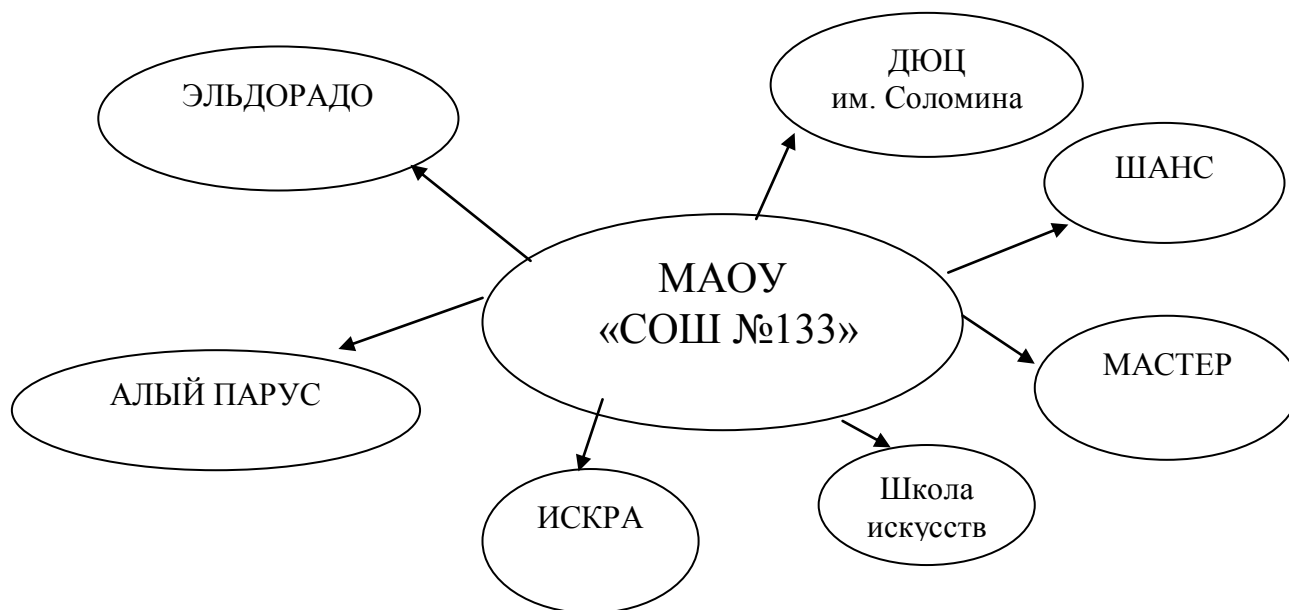 ЭЛЬДОРАДО
ДЮЦ
им. Соломина
ШАНС
МАОУ
«СОШ №133»
МАСТЕР
АЛЫЙ ПАРУС
ИСКРА
Школа
искусств